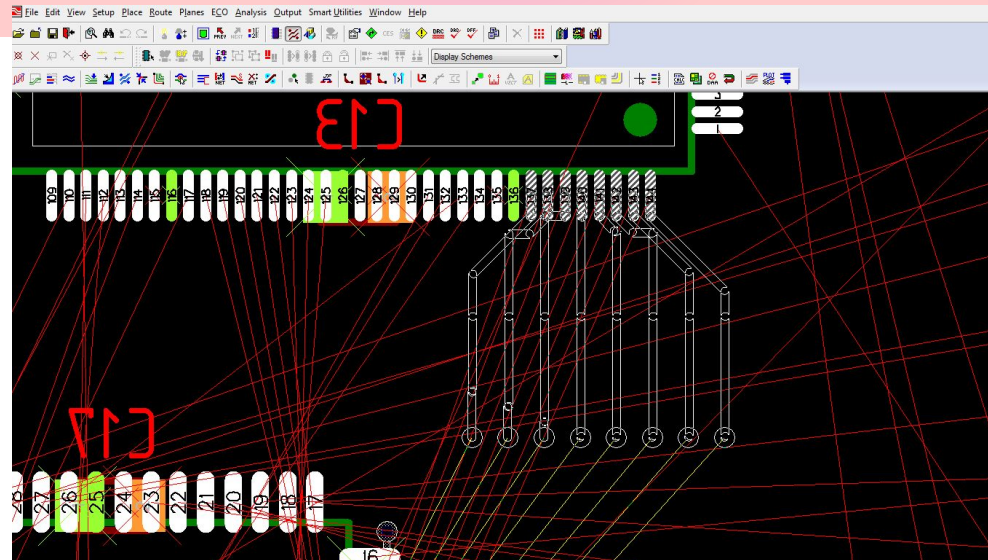 File Edit View Setup Place Route Planes ECO Analysis Output Smart Utilities Window Help
Display Schemes
2
1
C13
109 110 111 112 113 114 115 116 117 118 119 120 121 122 123 124 125 126 127 128 129 130 131 132 133 134 135 136
C17
27 26 25 24 23 22 21 20 19 18 17
16